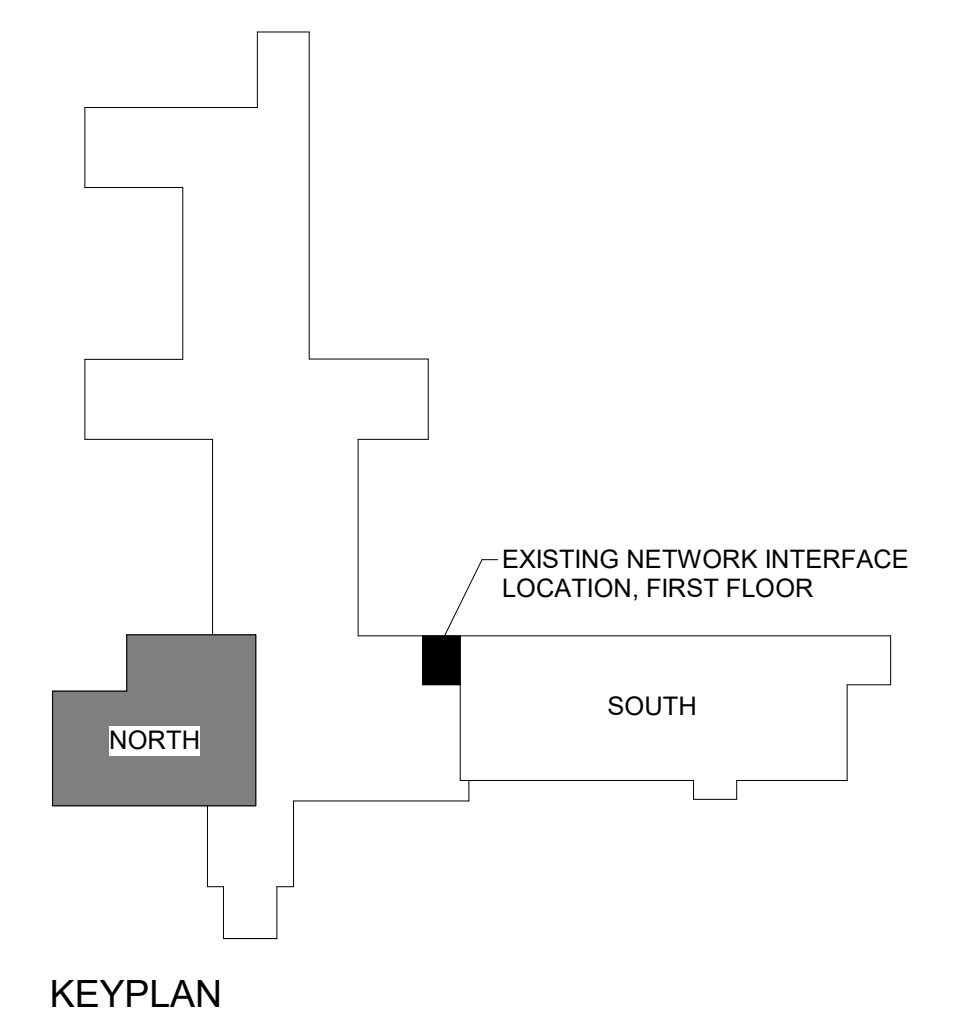 EXISTING NETWORK INTERFACE
LOCATION, FIRST FLOOR
SOUTH
NORTH
KEYPLAN